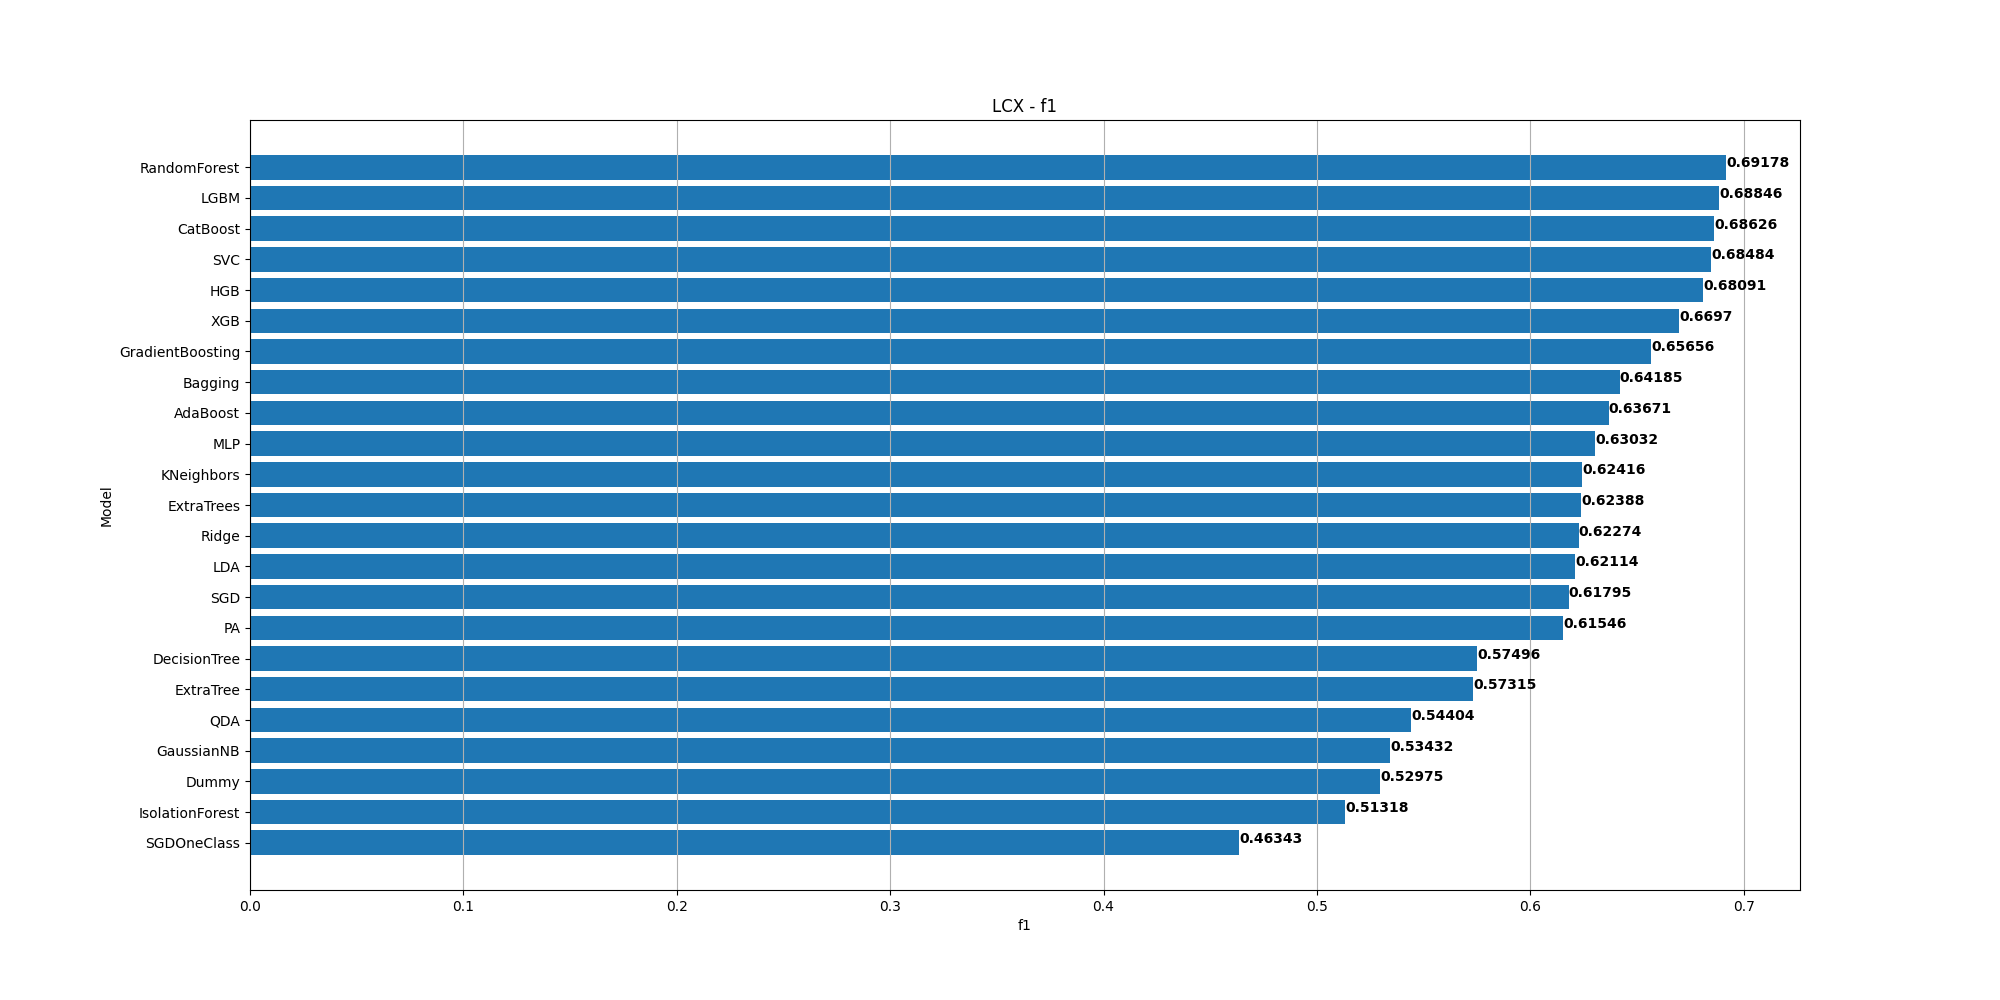 LCX - f1
RandomForest 0.69178
LGBM 0.68846
CatBoost 0.68626
SVC 0.68484
HGB 0.68091
XGB 0.6697
GradientBoosting 0.65656
Bagging 0.64185
AdaBoost 0.63671
MLP 0.63032
KNeighbors 0.62416
ExtraTrees 0.62388
Ridge 0.62274
LDA 0.62114
SGD 0.61795
PA 0.61546
DecisionTree 0.57496
ExtraTree 0.57315
QDA 0.54404
GaussianNB 0.53432
Dummy 0.52975
IsolationForest 0.51318
SGDOneClass 0.46343
Model
0.0 0.1 0.2 0.3 0.4 0.5 0.6 0.7
f1